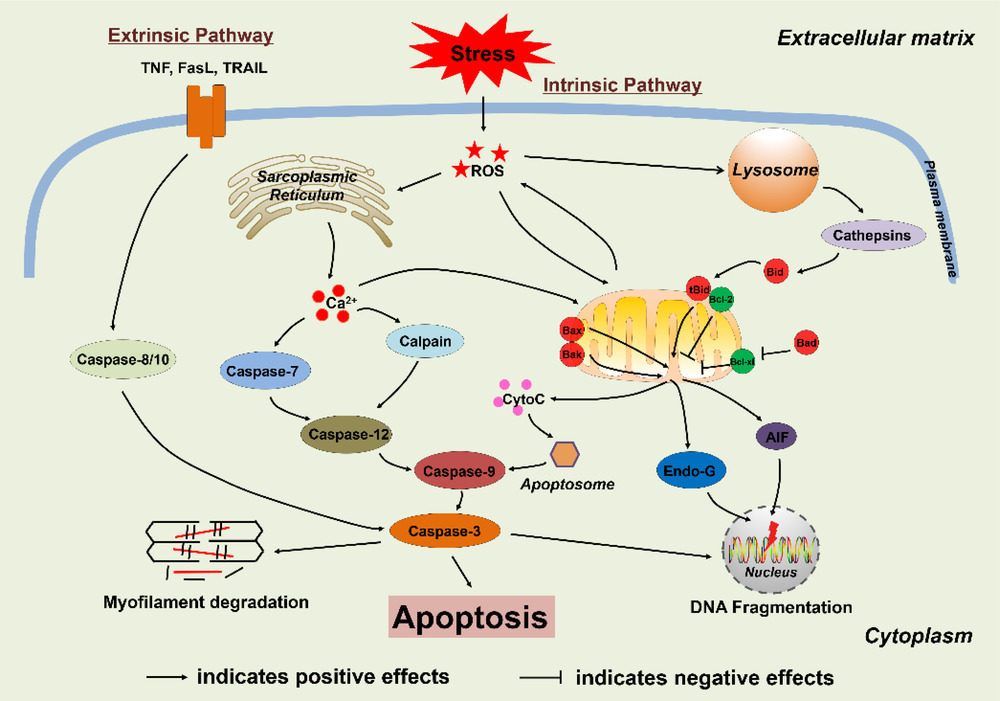 Extrinsic Pathway
TNF, FasL, TRAIL
Stress
Extracellular matrix
Intrinsic Pathway
ROS
Sarcoplasmic
Reticulum
Lysosome
Plasma membrane
Cathepsins
Bid
tBid
Bcl-2
Ca2+
Bax
Bak
Bad
Bcl-xl
Calpain
Caspase-8/10
Caspase-7
CytoC
Caspase-12
AIF
Caspase-9
Apoptosome
Endo-G
Caspase-3
Nucleus
Myofilament degradation
DNA Fragmentation
Apoptosis
Cytoplasm
indicates positive effects
indicates negative effects